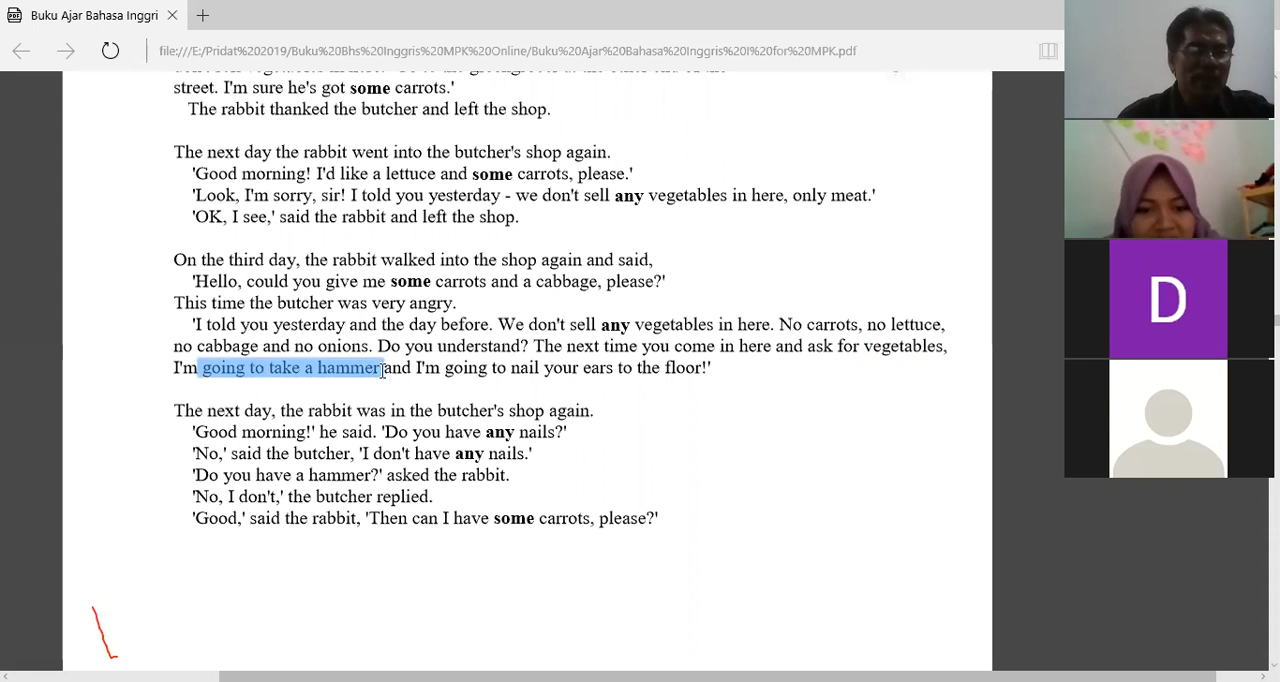 Buku Ajar Bahasa Inggri
file:///E:/Pridat%202019/Buku%20Bhs%20Inggris%20MPK%20Online/Buku%20Ajar%20Bahasa%20Inggris%20I%20for%20MPK.pdf
street. I'm sure he's got some carrots.'
The rabbit thanked the butcher and left the shop.
The next day the rabbit went into the butcher's shop again.
'Good morning! I'd like a lettuce and some carrots, please.'
'Look, I'm sorry, sir! I told you yesterday - we don't sell any vegetables in here, only meat.'
'OK, I see,' said the rabbit and left the shop.
On the third day, the rabbit walked into the shop again and said,
'Hello, could you give me some carrots and a cabbage, please?'
This time the butcher was very angry.
'I told you yesterday and the day before. We don't sell any vegetables in here. No carrots, no lettuce,
no cabbage and no onions. Do you understand? The next time you come in here and ask for vegetables,
I'm going to take a hammer and I'm going to nail your ears to the floor!'
The next day, the rabbit was in the butcher's shop again.
'Good morning!' he said. 'Do you have any nails?'
'No,' said the butcher, 'I don't have any nails.'
'Do you have a hammer?' asked the rabbit.
'No, I don't,' the butcher replied.
'Good,' said the rabbit, 'Then can I have some carrots, please?'
D